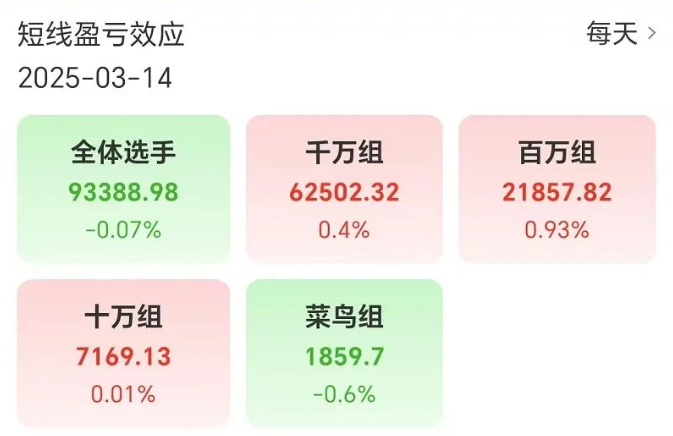 短线盈亏效应
每天 >
2025-03-14
全体选手
93388.98
-0.07%
千万组
62502.32
0.4%
百万组
21857.82
0.93%
十万组
7169.13
0.01%
菜鸟组
1859.7
-0.6%